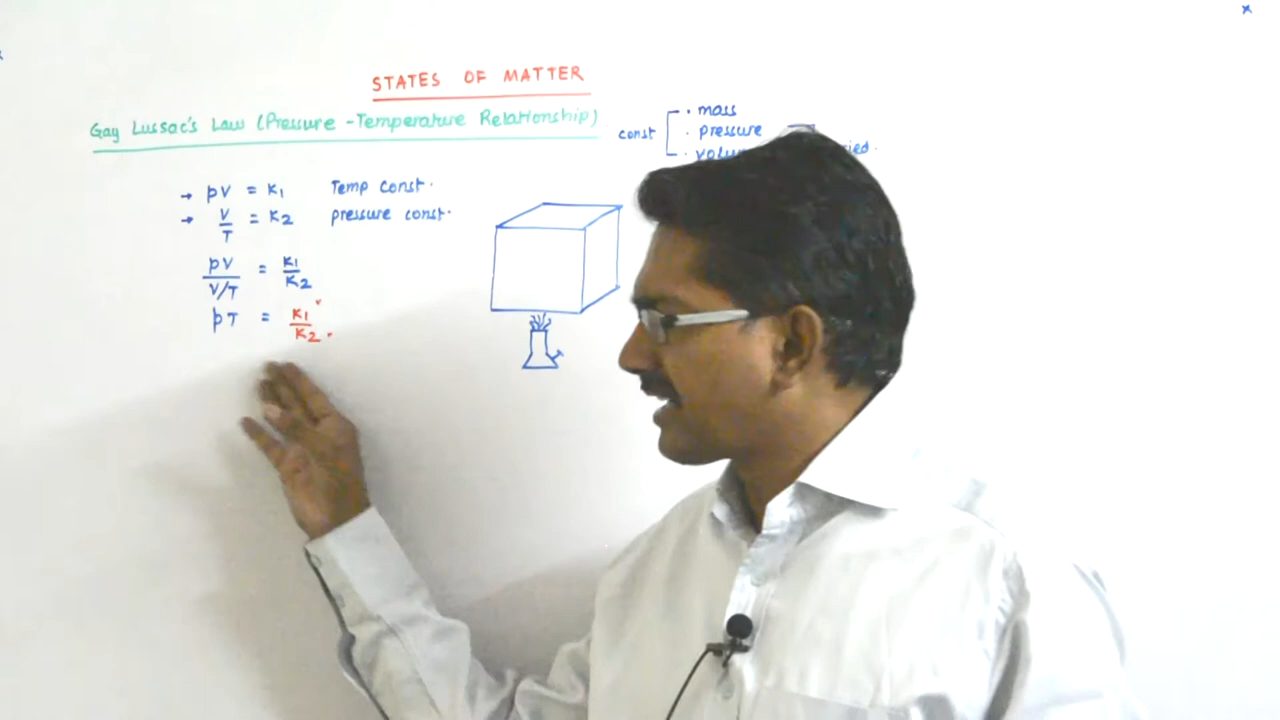 STATES OF MATTER
Gay Lussac's Law (Pressure - Temperature Relationship)
const
· mass
· pressure
→ pV = K1 Temp const.
→ V/T = K2 pressure const.
pV / V/T = K1/K2
pT = K1/K2